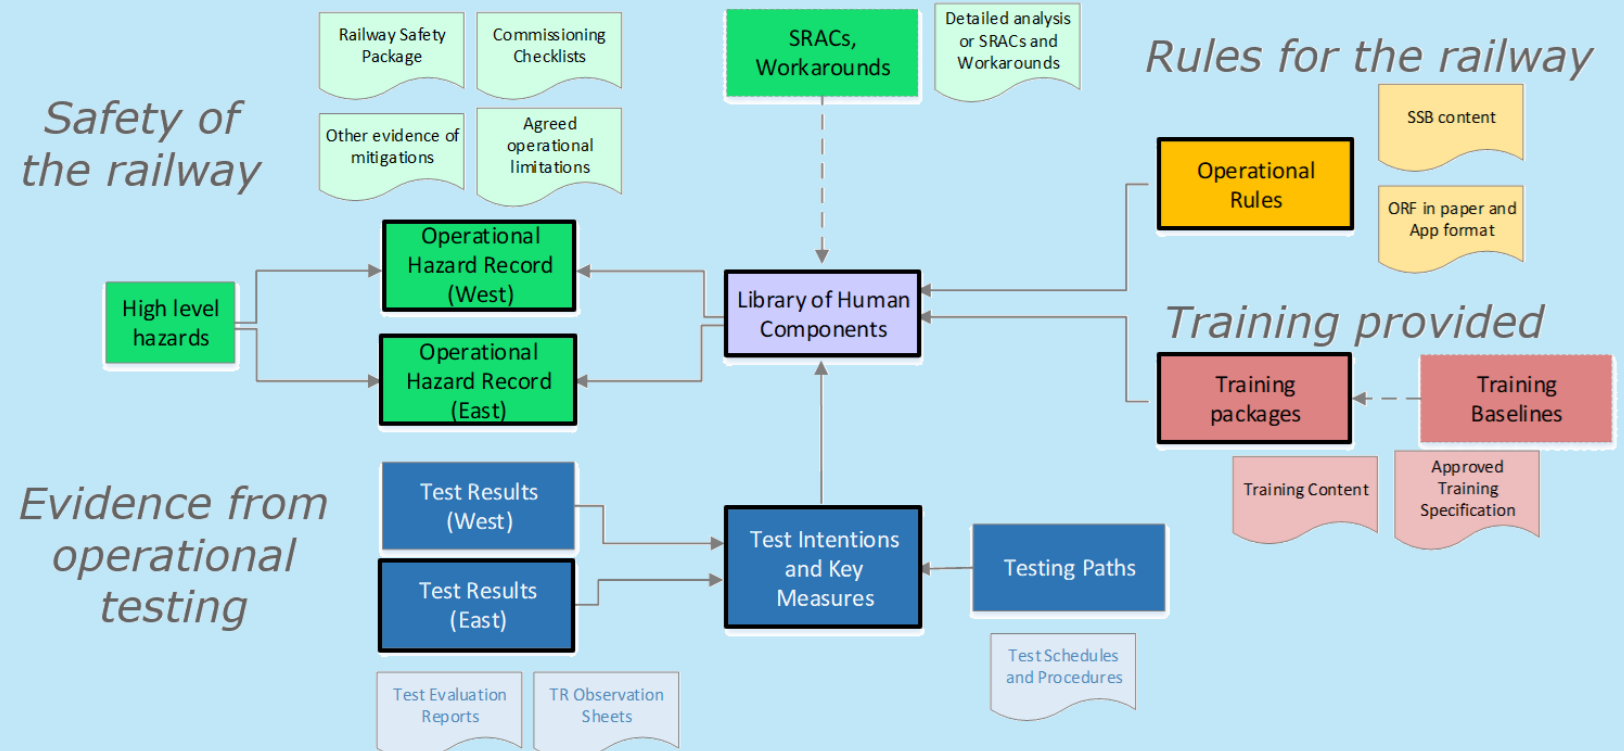 Railway Safety
Package
Commissioning
Checklists
SRACs,
Workarounds
Detailed analysis
or SRACs and
Workarounds
Rules for the railway
Safety of
the railway
Other evidence of
mitigations
Agreed
operational
limitations
SSB content
Operational
Rules
ORF in paper and
App format
Operational
Hazard Record
(West)
High level
hazards
Library of Human
Components
Operational
Hazard Record
(East)
Training provided
Training
packages
Training
Baselines
Training Content
Approved
Training
Specification
Evidence from
operational
testing
Test Results
(West)
Test Results
(East)
Test Intentions
and Key
Measures
Testing Paths
Test Schedules
and Procedures
Test Evaluation
Reports
TR Observation
Sheets